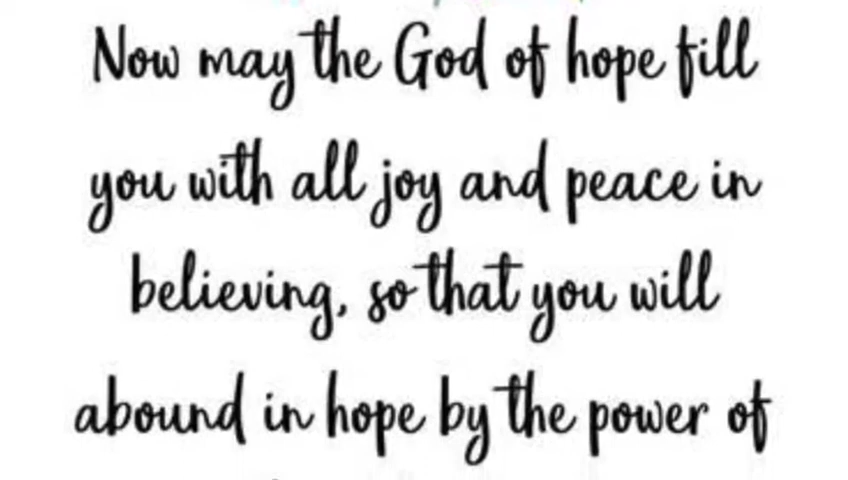 Now may the God of hope fill
you with all joy and peace in
believing, so that you will
abound in hope by the power of